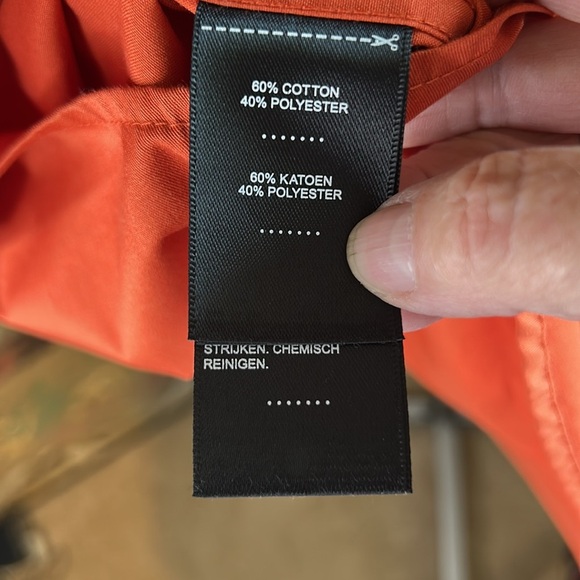 60% COTTON
40% POLYESTER
60% KATOEN
40% POLYESTER
STRIJKEN. CHEMISCH
REINIGEN.